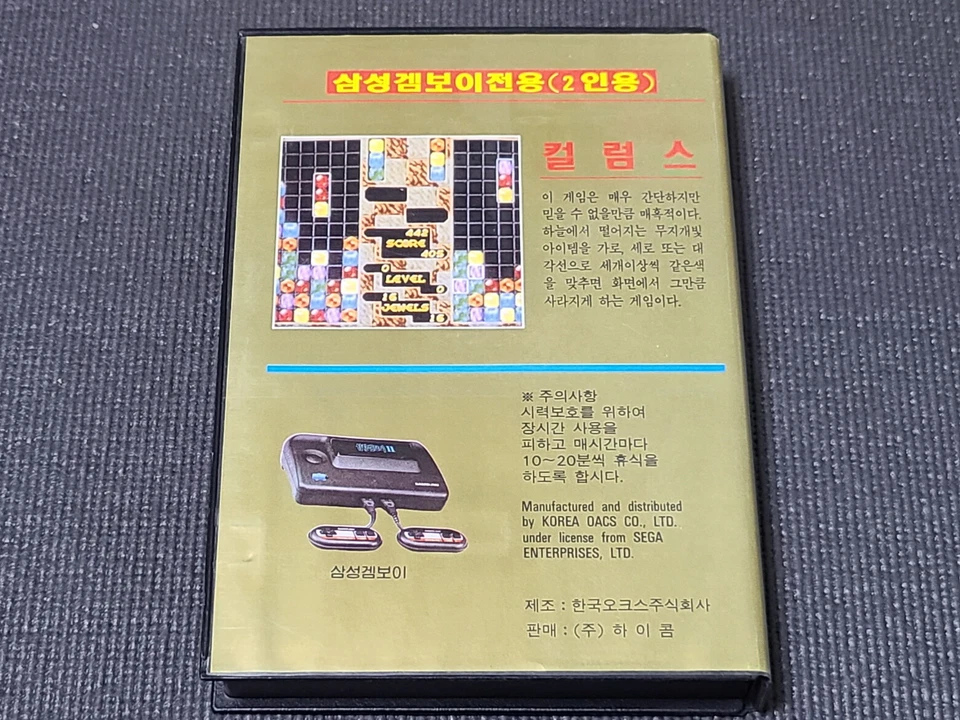 삼성겜보이전용(2인용)
컬럼스
이 게임은 매우 간단하지만
믿을 수 없을만큼 매혹적이다.
하늘에서 떨어지는 무지개빛
아이템을 가로, 세로 또는 대
각선으로 세개이상씩 같은색
을 맞추면 화면에서 그만큼
사라지게 하는 게임이다.
442
SCORE
405
0
LEVEL
0
16
JEWELS
16
※ 주의사항
시력보호를 위하여
장시간 사용을
피하고 매시간마다
10~20분씩 휴식을
하도록 합시다.
Manufactured and distributed
by KOREA OACS CO., LTD.
under license from SEGA
ENTERPRISES, LTD.
삼성겜보이
제조 : 한국오크스주식회사
판매 : (주) 하이콤